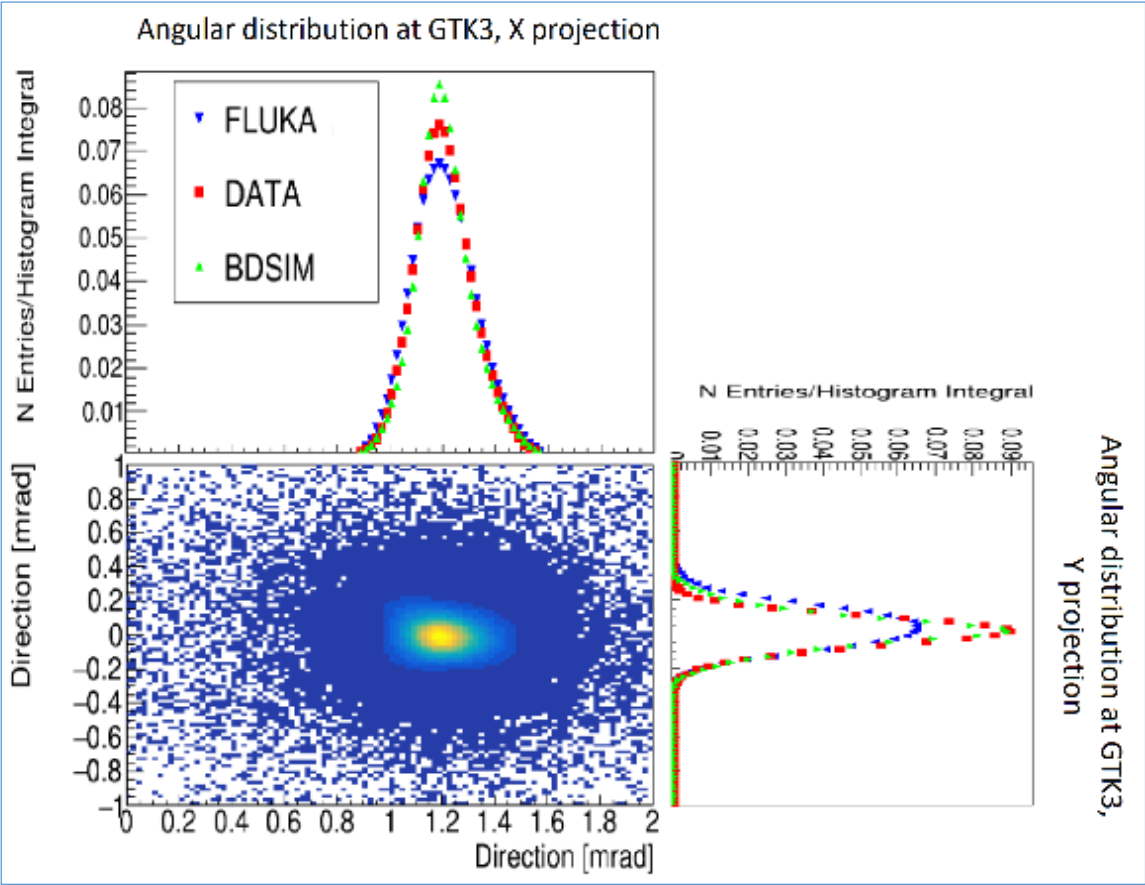 Angular distribution at GTK3, X projection
N Entries/Histogram Integral
0.08
0.07
0.06
0.05
0.04
0.03
0.02
0.01
FLUKA
DATA
BDSIM
N Entries/Histogram Integral
0 0.01 0.02 0.03 0.04 0.05 0.06 0.07 0.08 0.09
Angular distribution at GTK3,
Y projection
Direction [mrad]
1
0.8
0.6
0.4
0.2
0
−0.2
−0.4
−0.6
−0.8
−1
0 0.2 0.4 0.6 0.8 1 1.2 1.4 1.6 1.8 2
Direction [mrad]